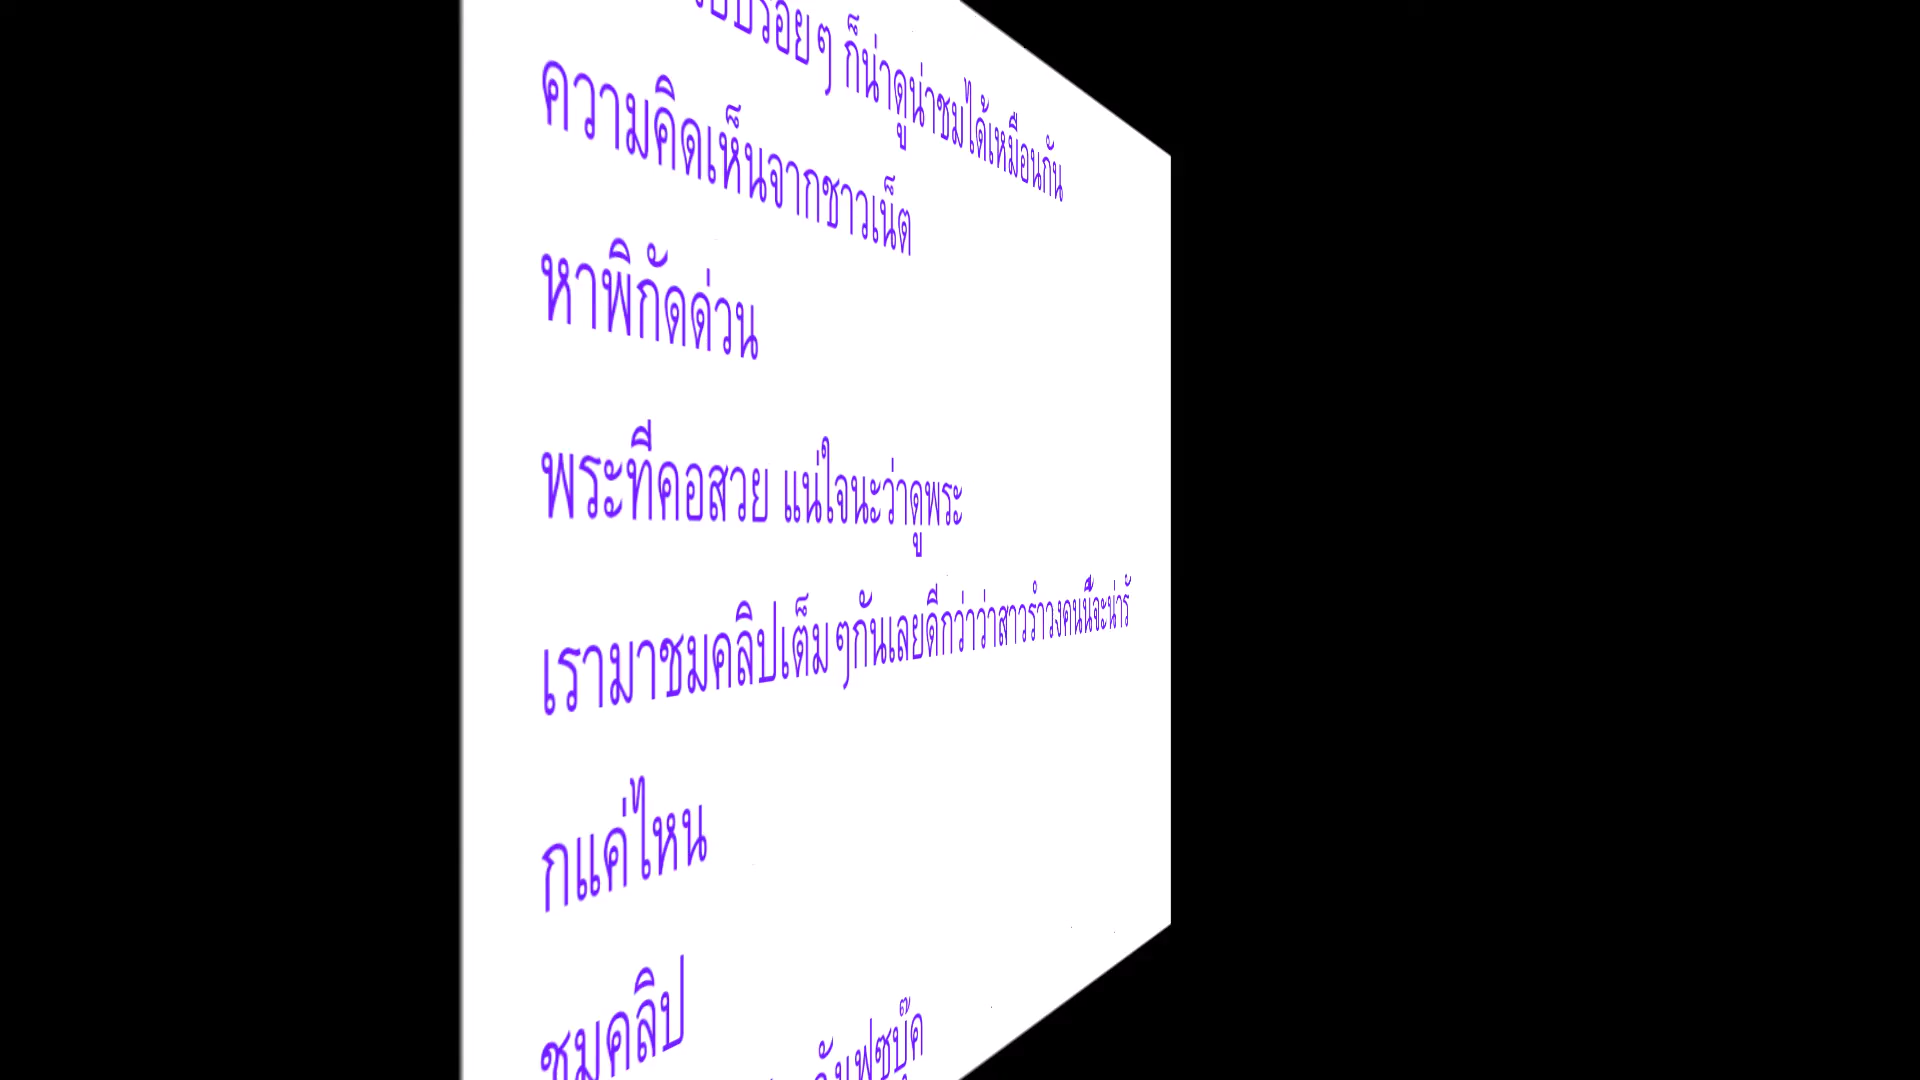 ก็น่าดูน่าชมได้เหมือนกัน
ความคิดเห็นจากชาวเน็ต
หาพิกัดด่วน
พระที่คอสวย แน่ใจนะว่าดูพระ
เรามาชมคลิปเต็มๆกันเลยดีกว่าว่าสาวรำวงคนนี้จะน่ารั
กแค่ไหน
ชมคลิป